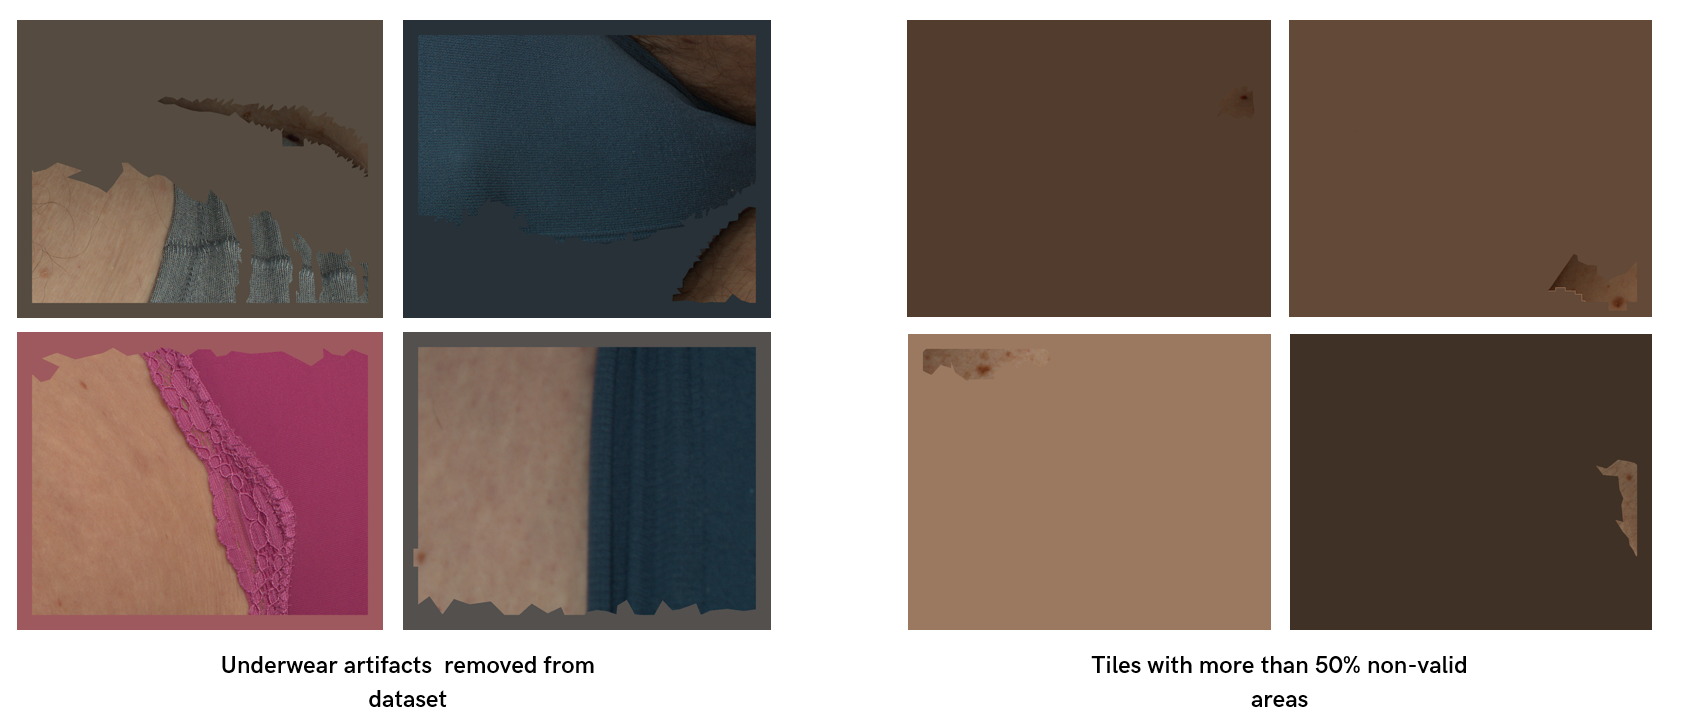 Underwear artifacts  removed from
dataset
Tiles with more than 50% non-valid
areas